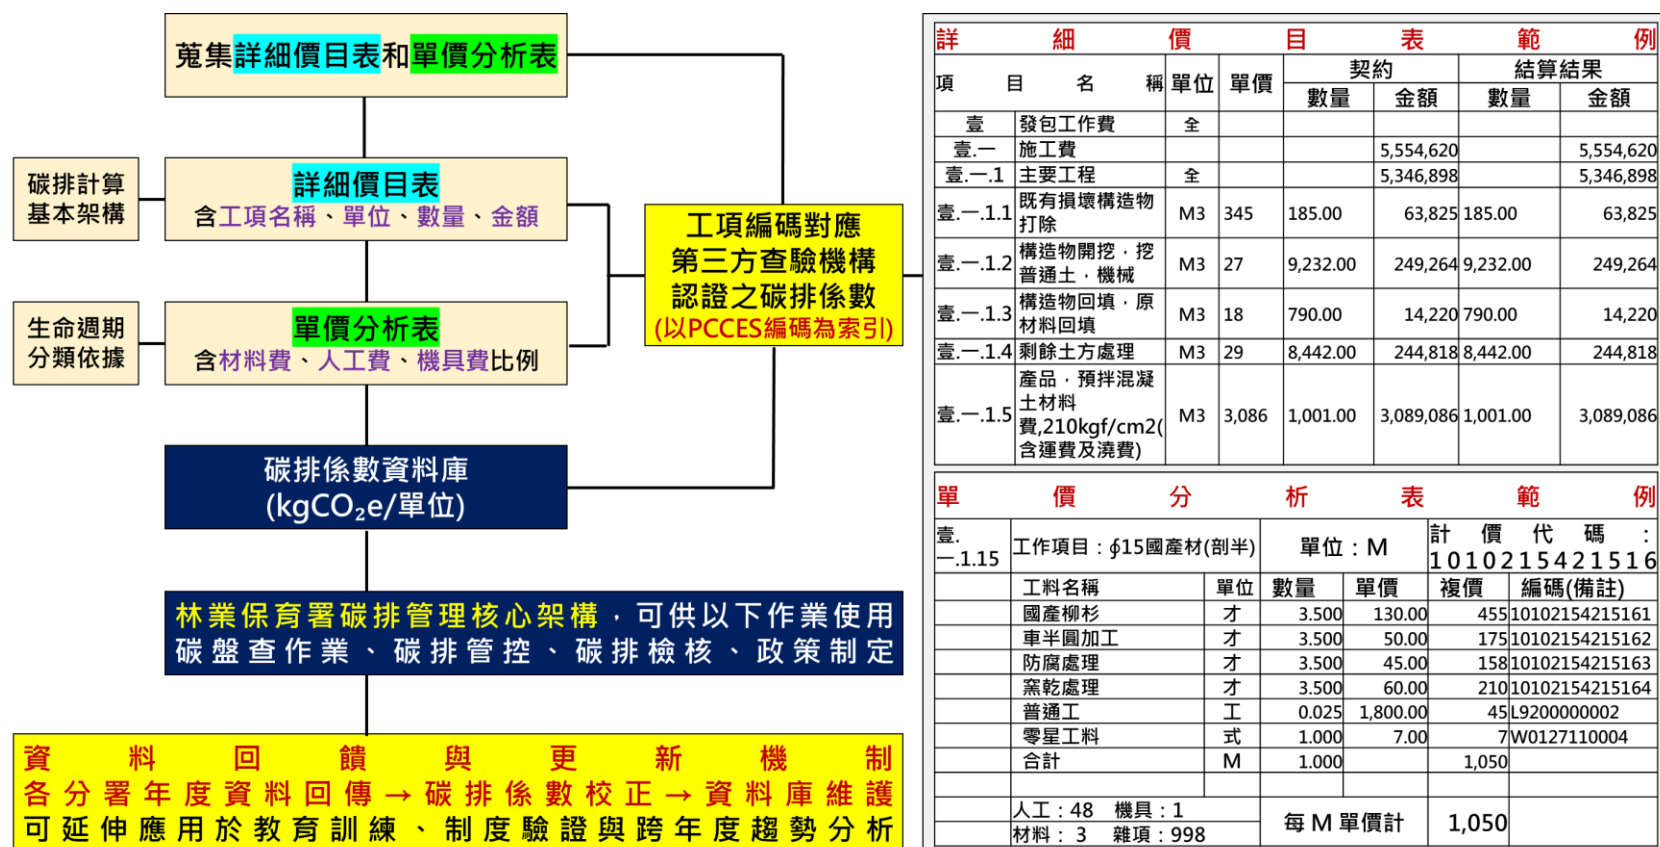 蒐集詳細價目表和單價分析表
碳排計算
基本架構
詳細價目表
含工項名稱、單位、數量、金額
生命週期
分類依據
單價分析表
含材料費、人工費、機具費比例
工項編碼對應
第三方查驗機構
認證之碳排係數
(以PCCES編碼為索引)
碳排係數資料庫
(kgCO₂e/單位)
林業保育署碳排管理核心架構，可供以下作業使用
碳盤查作業、碳排管控、碳排檢核、政策制定
資料回饋與更新機制
各分署年度資料回傳→碳排係數校正→資料庫維護
可延伸應用於教育訓練、制度驗證與跨年度趨勢分析
詳細價目表範例
項目名稱 單位 單價 契約 結算結果
數量 金額 數量 金額
壹 發包工作費 全
壹.一 施工費 5,554,620 5,554,620
壹.一.1 主要工程 全 5,346,898 5,346,898
壹.一.1.1 既有損壞構造物 M3 345 185.00 63,825 185.00 63,825
打除
壹.一.1.2 構造物開挖，挖 M3 27 9,232.00 249,264 9,232.00 249,264
普通土，機械
壹.一.1.3 構造物回填，原 M3 18 790.00 14,220 790.00 14,220
材料回填
壹.一.1.4 剩餘土方處理 M3 29 8,442.00 244,818 8,442.00 244,818
產品，預拌混凝
土材料
壹.一.1.5 費,210kgf/cm2( M3 3,086 1,001.00 3,089,086 1,001.00 3,089,086
含運費及澆費)
單價分析表範例
壹.
一.1.15 工作項目：∮15國產材(剖半) 單位：M 計價代碼：
1010215421516
工料名稱 單位 數量 單價 複價 編碼(備註)
國產柳杉 才 3.500 130.00 455 10102154215161
車半圓加工 才 3.500 50.00 175 10102154215162
防腐處理 才 3.500 45.00 158 10102154215163
窯乾處理 才 3.500 60.00 210 10102154215164
普通工 工 0.025 1,800.00 45 L9200000002
零星工料 式 1.000 7.00 7 W0127110004
合計 M 1.000 1,050
人工：48 機具：1
材料：3 雜項：998
每 M 單價計 1,050